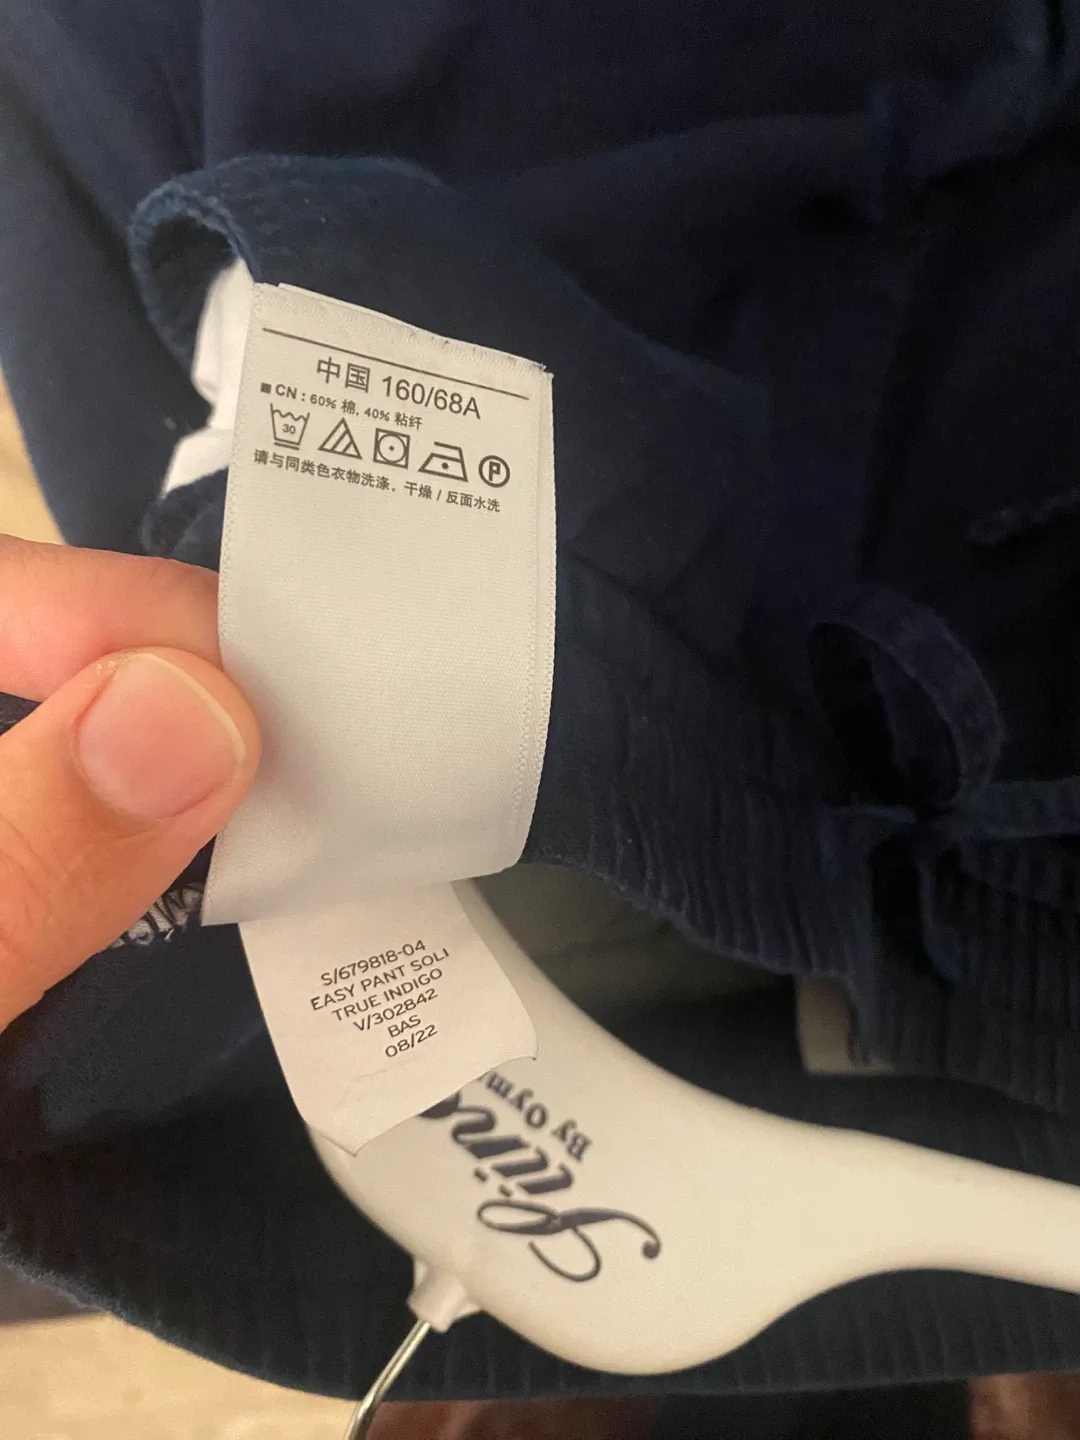 中国 160/68A
■ CN : 60% 棉, 40% 粘纤
30
P
请与同类色衣物洗涤, 干燥 / 反面水洗
S/679818-04
EASY PANT SOLI
TRUE INDIGO
V/302842
BAS
08/22
By